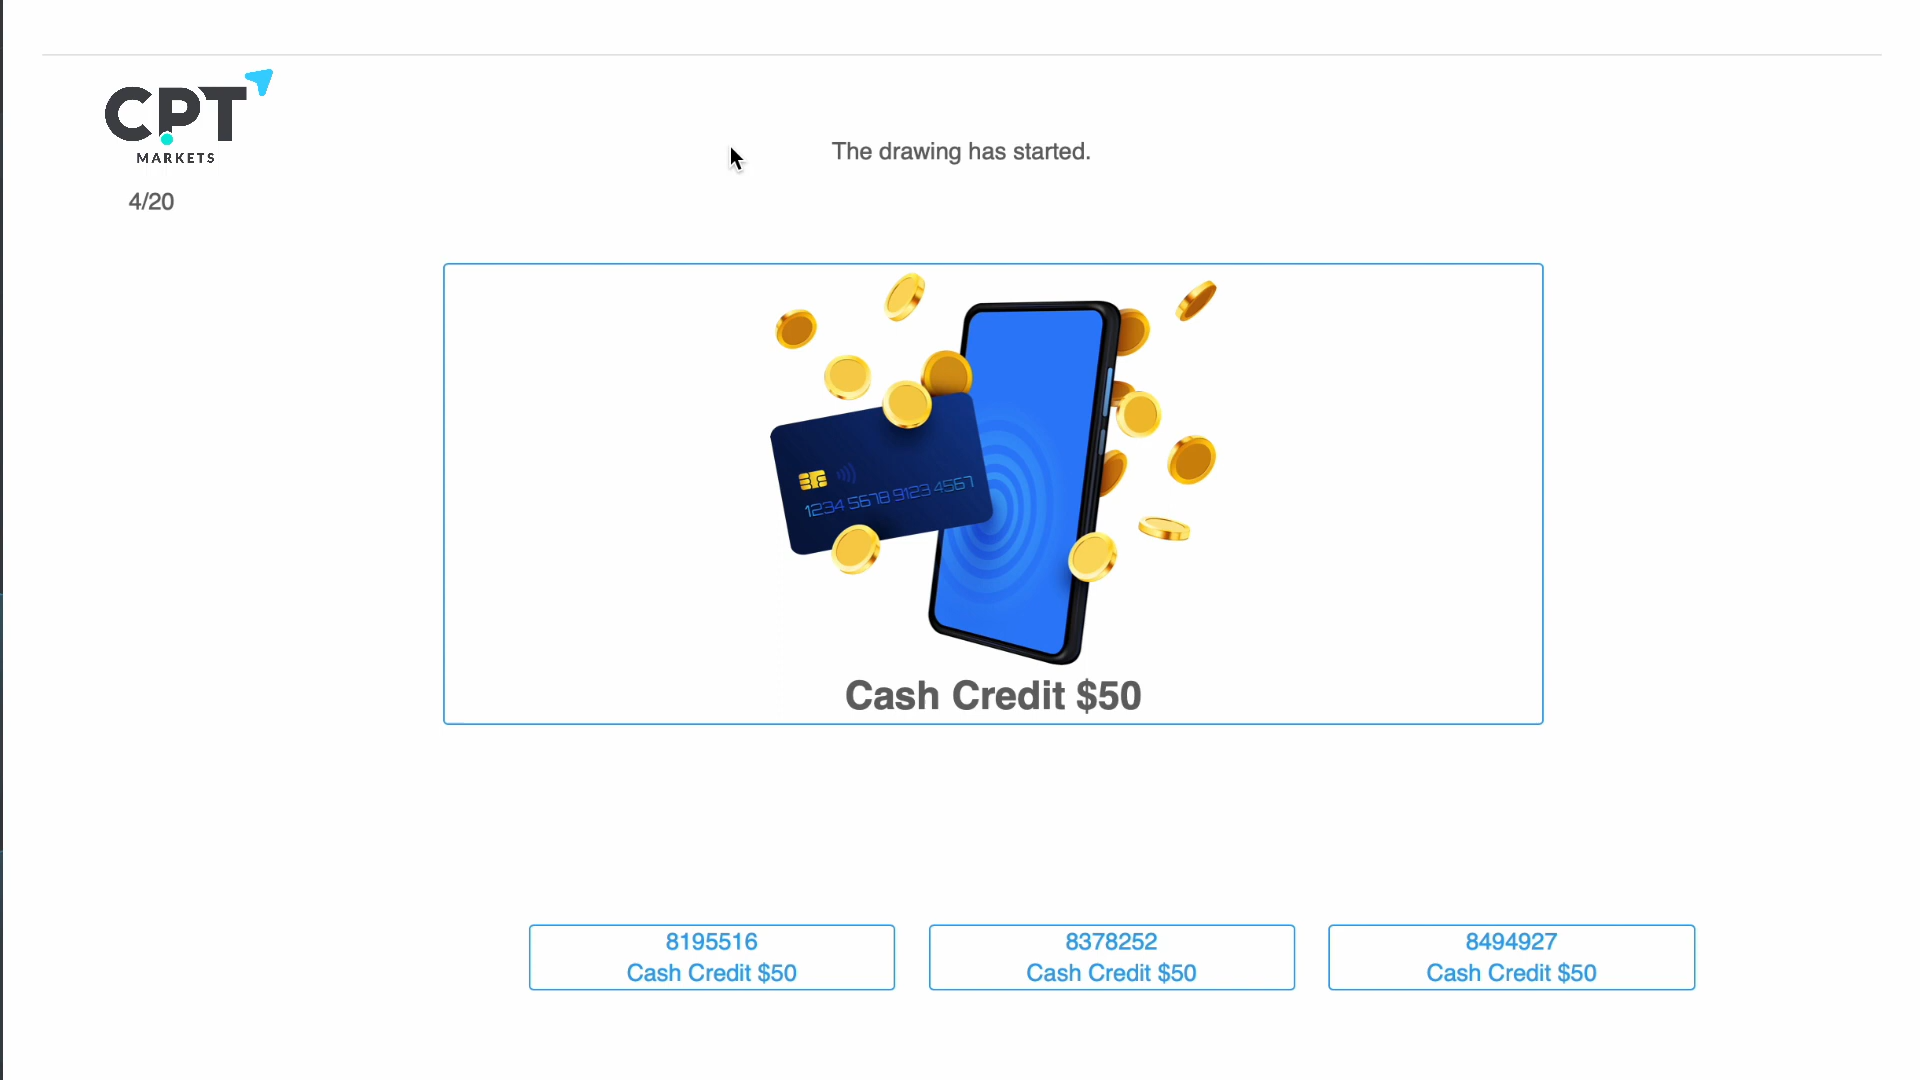 CPT
MARKETS
The drawing has started.
4/20
1234 5678 9123 4567
Cash Credit $50
8195516
Cash Credit $50
8378252
Cash Credit $50
8494927
Cash Credit $50